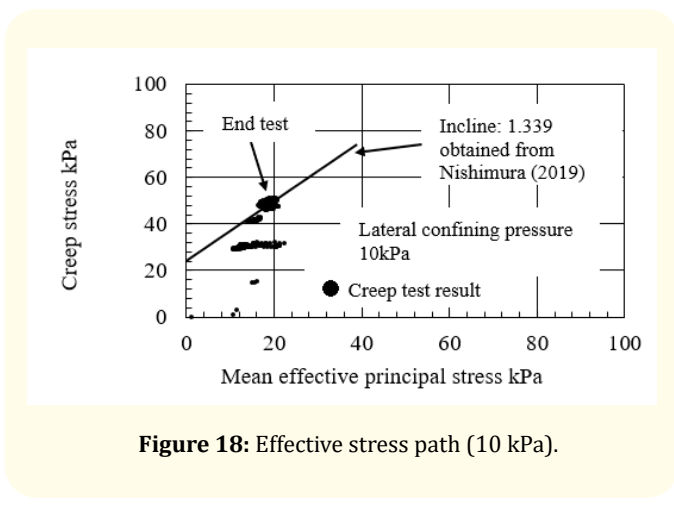 100
80
60
40
20
0
Creep stress kPa
End test
Incline: 1.339
obtained from
Nishimura (2019)
Lateral confining pressure
10kPa
Creep test result
0 20 40 60 80 100
Mean effective principal stress kPa
Figure 18: Effective stress path (10 kPa).